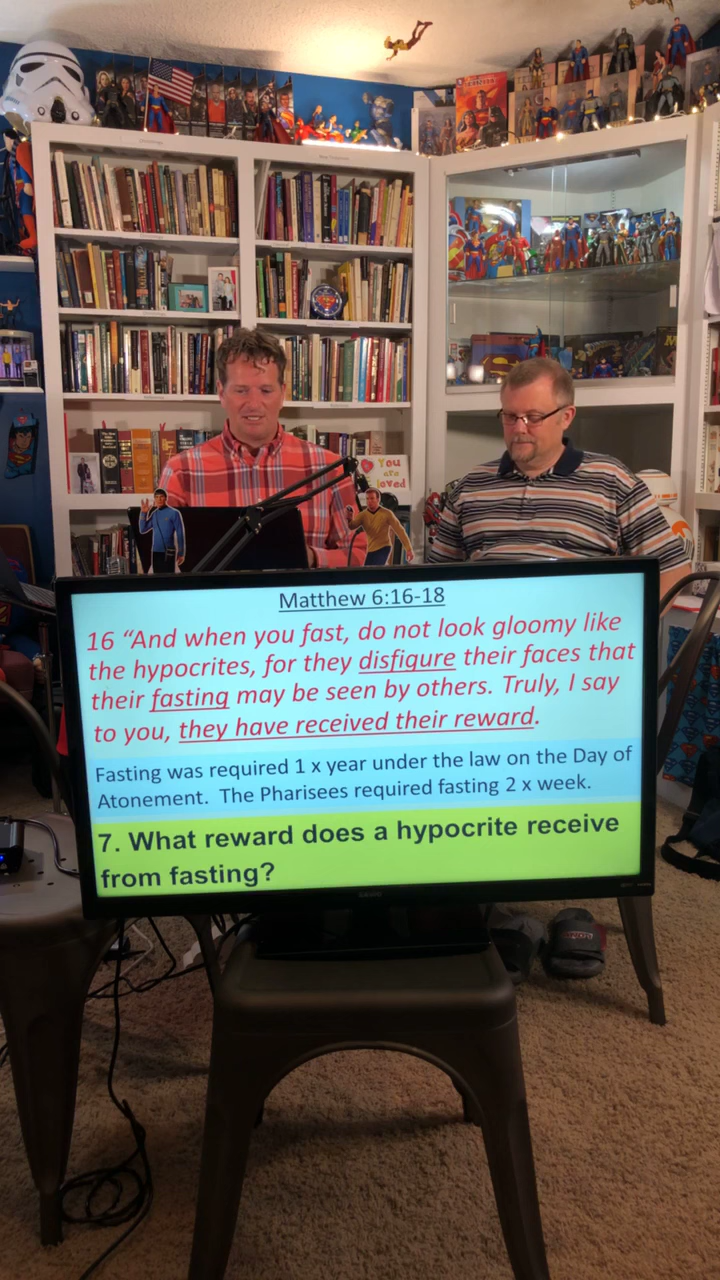 You
are
loved
Matthew 6:16-18
16 “And when you fast, do not look gloomy like
the hypocrites, for they disfigure their faces that
their fasting may be seen by others. Truly, I say
to you, they have received their reward.
Fasting was required 1 x year under the law on the Day of
Atonement. The Pharisees required fasting 2 x week.
7. What reward does a hypocrite receive
from fasting?